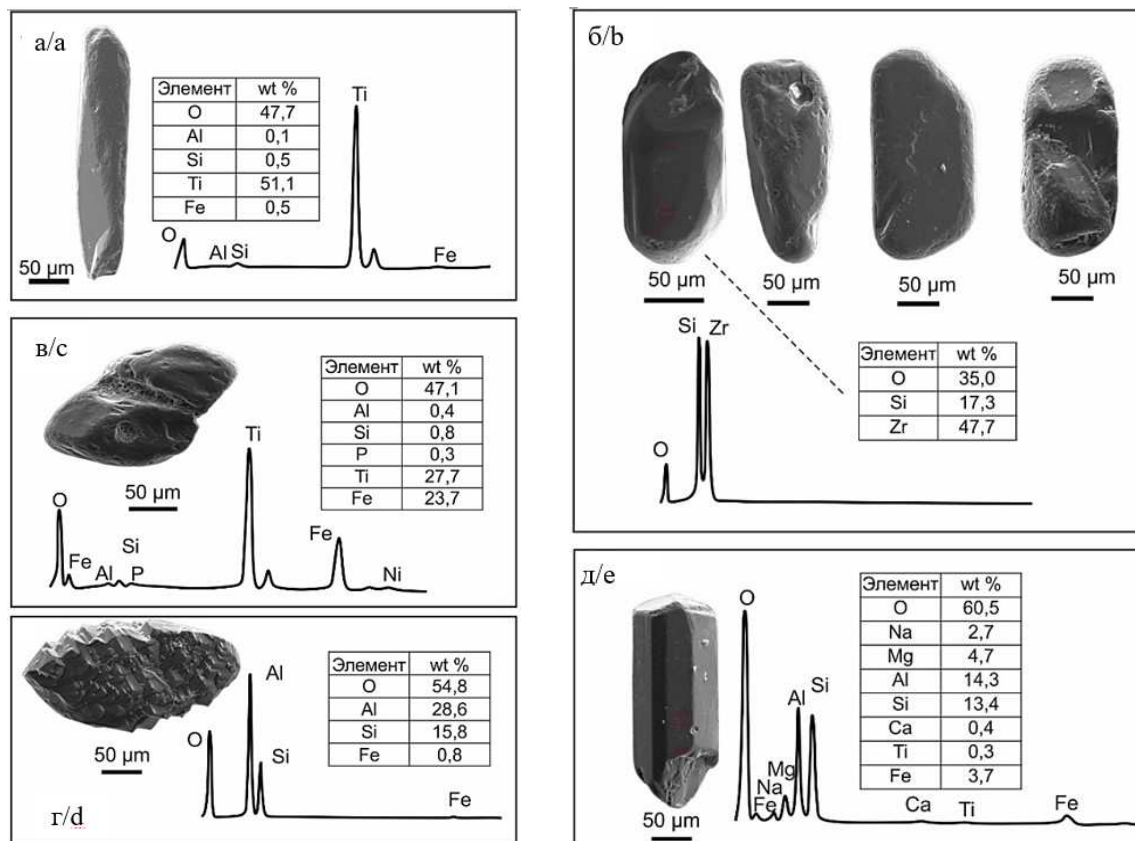 а/a
Элемент wt %
O 47,7
Al 0,1
Si 0,5
Ti 51,1
Fe 0,5
Ti
O
Al Si
Fe
50 µm
б/b
50 µm 50 µm 50 µm 50 µm
Si Zr
O
Элемент wt %
O 35,0
Si 17,3
Zr 47,7
в/c
50 µm
Элемент wt %
O 47,1
Al 0,4
Si 0,8
P 0,3
Ti 27,7
Fe 23,7
Ti
O
Fe
Si
Fe
Al P
Ni
г/d
50 µm
Элемент wt %
O 54,8
Al 28,6
Si 15,8
Fe 0,8
Al
O
Si
Fe
д/e
50 µm
Элемент wt %
O 60,5
Na 2,7
Mg 4,7
Al 14,3
Si 13,4
Ca 0,4
Ti 0,3
Fe 3,7
O
Si
Al
Mg
Na
Fe
Ca Ti
Fe